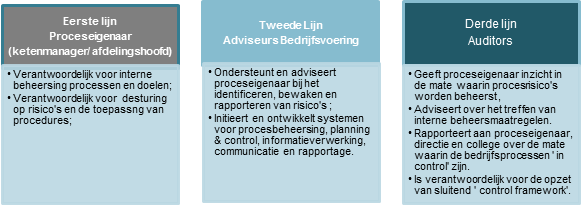 Eerste lijn
Proceseigenaar
(ketenmanager/ afdelingshoofd)
• Verantwoordelijk voor interne
beheersing processen en doelen;
• Verantwoordelijk voor desturing
op risico's en de toepassng van
procedures;
Tweede Lijn
Adviseurs Bedrijfsvoering
• Ondersteunt en adviseert
proceseigenaar bij het
identificeren, bewaken en
rapporteren van risico's ;
• Initieert en ontwikkelt systemen
voor procesbeheersing, planning
& control, informatieverwerking,
communicatie en rapportage.
Derde lijn
Auditors
• Geeft proceseigenaar inzicht in
de mate waarin procesrisico's
worden beheerst,
• Adviseert over het treffen van
interne beheersmaatregelen.
• Rapporteert aan proceseigenaar,
directie en college over de mate
waarin de bedrijfsprocessen ' in
control' zijn.
• Is verantwoordelijk voor de opzet
van sluitend ' control framework'.